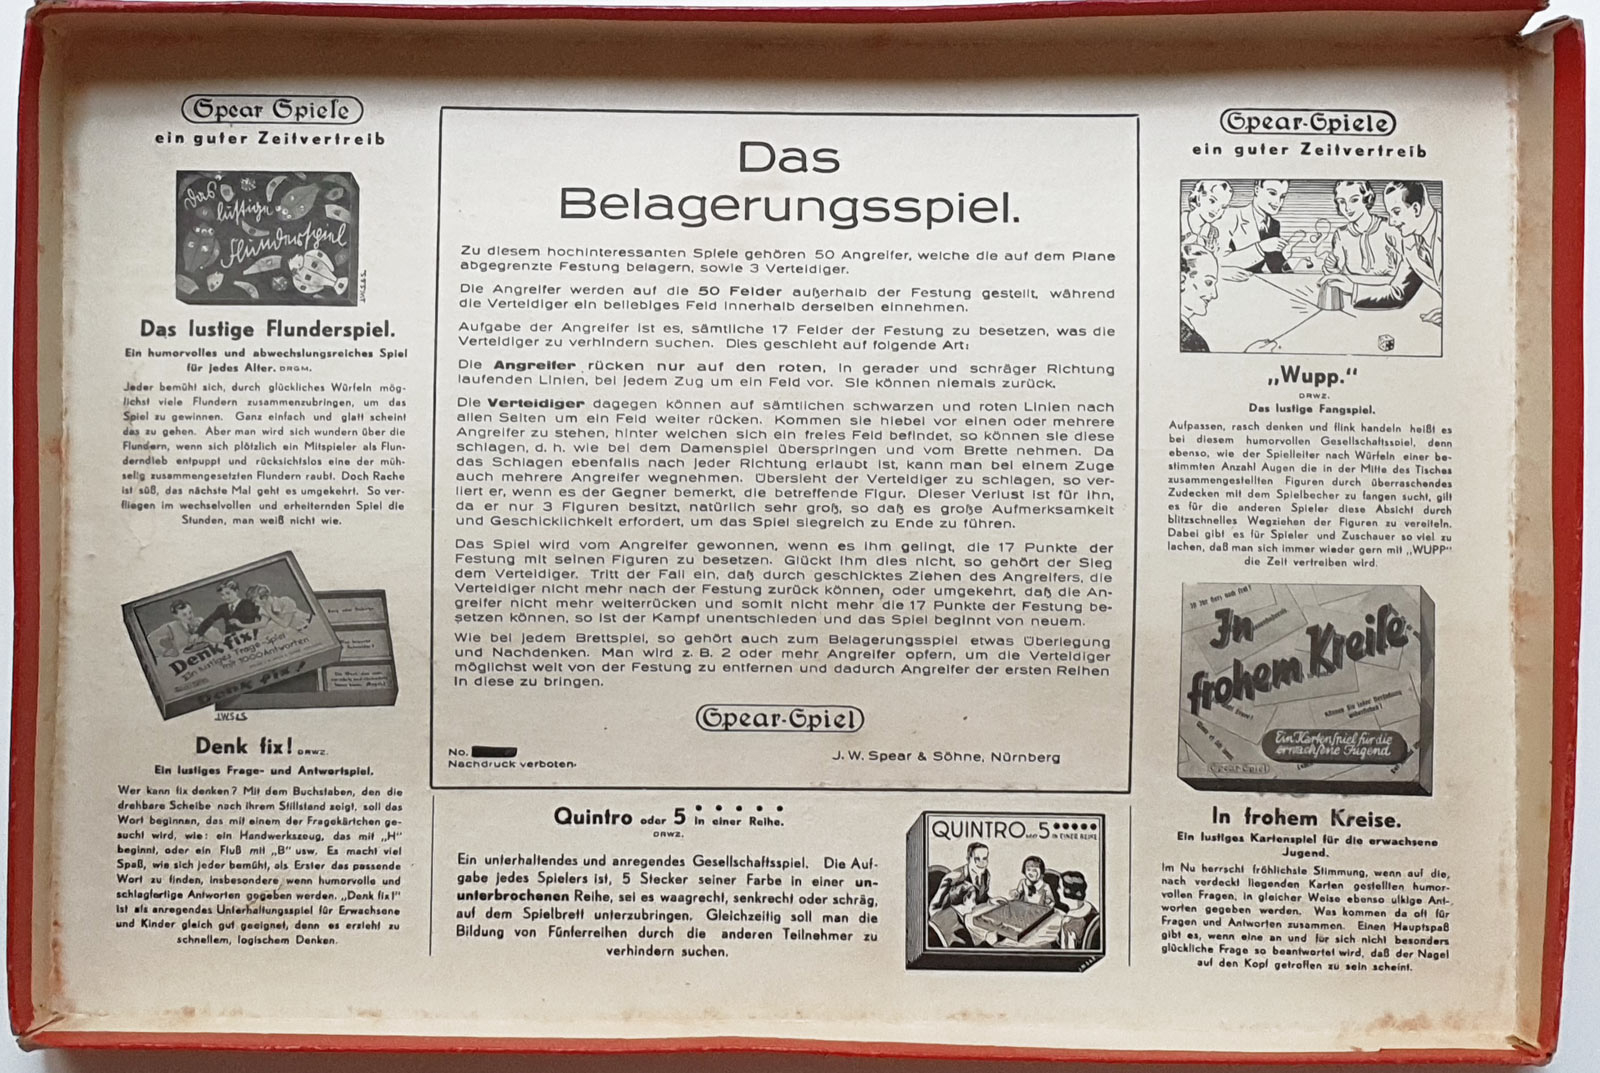 Spear Spiele
ein guter Zeitvertreib
Das
lustige
Flunderspiel
J.W.S.&S.
Das lustige Flunderspiel.
Ein humorvolles und abwechslungsreiches Spiel
für jedes Alter. DRGM.
Jeder bemüht sich, durch glückliches Würfeln mög-
lichst viele Flundern zusammenzubringen, um das
Spiel zu gewinnen. Ganz einfach und glatt scheint
das zu gehen. Aber man wird sich wundern über die
Flundern, wenn sich plötzlich ein Mitspieler als Flun-
derndieb entpuppt und rücksichtslos eine der müh-
selig zusammengesetzten Flundern raubt. Doch Rache
ist süß, das nächste Mal geht es umgekehrt. So ver-
fliegen im wechselvollen und erheiternden Spiel die
Stunden, man weiß nicht wie.
Denk fix!
Ein lustiges Frage-Spiel
mit 1000 Antworten
Denk fix!
J.W.S.&S.
Denk fix! DRWZ.
Ein lustiges Frage- und Antwortspiel.
Wer kann fix denken? Mit dem Buchstaben, den die
drehbare Scheibe nach ihrem Stillstand zeigt, soll das
Wort beginnen, das mit einem der Fragekärtchen ge-
sucht wird, wie: ein Handwerkszeug, das mit „H"
beginnt, oder ein Fluß mit „B" usw. Es macht viel
Spaß, wie sich jeder bemüht, als Erster das passende
Wort zu finden, insbesondere wenn humorvolle und
schlagfertige Antworten gegeben werden. „Denk fix!"
ist als anregendes Unterhaltungsspiel für Erwachsene
und Kinder gleich gut geeignet, denn es erzieht zu
schnellem, logischem Denken.
Das
Belagerungsspiel.
Zu diesem hochinteressanten Spiele gehören 50 Angreifer, welche die auf dem Plane
abgegrenzte Festung belagern, sowie 3 Verteidiger.
Die Angreifer werden auf die 50 Felder außerhalb der Festung gestellt, während
die Verteidiger ein beliebiges Feld innerhalb derselben einnehmen.
Aufgabe der Angreifer ist es, sämtliche 17 Felder der Festung zu besetzen, was die
Verteidiger zu verhindern suchen. Dies geschieht auf folgende Art:
Die Angreifer rücken nur auf den roten, in gerader und schräger Richtung
laufenden Linien, bei jedem Zug um ein Feld vor. Sie können niemals zurück.
Die Verteidiger dagegen können auf sämtlichen schwarzen und roten Linien nach
allen Seiten um ein Feld weiter rücken. Kommen sie hiebei vor einen oder mehrere
Angreifer zu stehen, hinter welchen sich ein freies Feld befindet, so können sie diese
schlagen, d. h. wie bei dem Damenspiel überspringen und vom Brette nehmen. Da
das Schlagen ebenfalls nach jeder Richtung erlaubt ist, kann man bei einem Zuge
auch mehrere Angreifer wegnehmen. Übersieht der Verteidiger zu schlagen, so ver-
liert er, wenn es der Gegner bemerkt, die betreffende Figur. Dieser Verlust ist für ihn,
da er nur 3 Figuren besitzt, natürlich sehr groß, so daß es große Aufmerksamkeit
und Geschicklichkeit erfordert, um das Spiel siegreich zu Ende zu führen.
Das Spiel wird vom Angreifer gewonnen, wenn es ihm gelingt, die 17 Punkte der
Festung mit seinen Figuren zu besetzen. Glückt ihm dies nicht, so gehört der Sieg
dem Verteidiger. Tritt der Fall ein, daß durch geschicktes Ziehen des Angreifers, die
Verteidiger nicht mehr nach der Festung zurück können, oder umgekehrt, daß die An-
greifer nicht mehr weiterrücken und somit nicht mehr die 17 Punkte der Festung be-
setzen können, so ist der Kampf unentschieden und das Spiel beginnt von neuem.
Wie bei jedem Brettspiel, so gehört auch zum Belagerungsspiel etwas Überlegung
und Nachdenken. Man wird z. B. 2 oder mehr Angreifer opfern, um die Verteidiger
möglichst weit von der Festung zu entfernen und dadurch Angreifer der ersten Reihen
in diese zu bringen.
Spear-Spiel
No.
Nachdruck verboten.
J. W. Spear & Söhne, Nürnberg
Quintro oder 5 • • • • • in einer Reihe.
DRWZ.
Ein unterhaltendes und anregendes Gesellschaftsspiel. Die Auf-
gabe jedes Spielers ist, 5 Stecker seiner Farbe in einer un-
unterbrochenen Reihe, sei es waagrecht, senkrecht oder schräg,
auf dem Spielbrett unterzubringen. Gleichzeitig soll man die
Bildung von Fünferreihen durch die anderen Teilnehmer zu
verhindern suchen.
QUINTRO ODER 5 ••••• IN EINER REIHE
Spear-Spiele
ein guter Zeitvertreib
„Wupp."
DRWZ.
Das lustige Fangspiel.
Aufpassen, rasch denken und flink handeln heißt es
bei diesem humorvollen Gesellschaftsspiel, denn
ebenso, wie der Spielleiter nach Würfeln einer be-
stimmten Anzahl Augen die in der Mitte des Tisches
zusammengestellten Figuren durch überraschendes
Zudecken mit dem Spielbecher zu fangen sucht, gilt
es für die anderen Spieler diese Absicht durch
blitzschnelles Wegziehen der Figuren zu vereiteln.
Dabei gibt es für Spieler und Zuschauer so viel zu
lachen, daß man sich immer wieder gern mit „WUPP"
die Zeit vertreiben wird.
In
frohem Kreise.
Ein Kartenspiel für die
erwachsene Jugend
Spear-Spiel
In frohem Kreise.
Ein lustiges Kartenspiel für die erwachsene
Jugend.
Im Nu herrscht fröhlichste Stimmung, wenn auf die,
nach verdeckt liegenden Karten gestellten humor-
vollen Fragen, in gleicher Weise ebenso ulkige Ant-
worten gegeben werden. Was kommen da oft für
Fragen und Antworten zusammen. Einen Hauptspaß
gibt es, wenn eine an und für sich nicht besonders
glückliche Frage so beantwortet wird, daß der Nagel
auf den Kopf getroffen zu sein scheint.